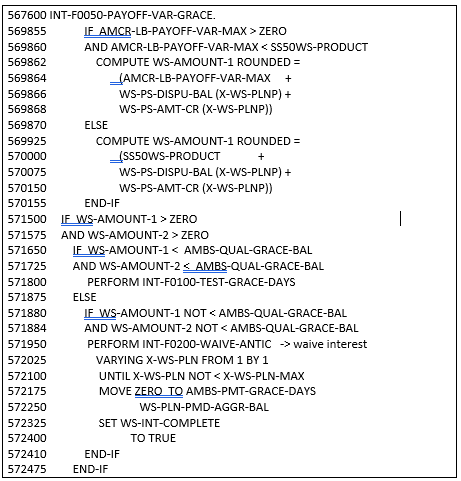 567600 INT-F0050-PAYOFF-VAR-GRACE.
569855 IF AMCR-LB-PAYOFF-VAR-MAX > ZERO
569860 AND AMCR-LB-PAYOFF-VAR-MAX < SS50WS-PRODUCT
569862 COMPUTE WS-AMOUNT-1 ROUNDED =
569864 (AMCR-LB-PAYOFF-VAR-MAX +
569866 WS-PS-DISPU-BAL (X-WS-PLNP) +
569868 WS-PS-AMT-CR (X-WS-PLNP))
569870 ELSE
569925 COMPUTE WS-AMOUNT-1 ROUNDED =
570000 (SS50WS-PRODUCT +
570075 WS-PS-DISPU-BAL (X-WS-PLNP) +
570150 WS-PS-AMT-CR (X-WS-PLNP))
570155 END-IF
571500 IF WS-AMOUNT-1 > ZERO
571575 AND WS-AMOUNT-2 > ZERO
571650 IF WS-AMOUNT-1 < AMBS-QUAL-GRACE-BAL
571725 AND WS-AMOUNT-2 < AMBS-QUAL-GRACE-BAL
571800 PERFORM INT-F0100-TEST-GRACE-DAYS
571875 ELSE
571880 IF WS-AMOUNT-1 NOT < AMBS-QUAL-GRACE-BAL
571884 AND WS-AMOUNT-2 NOT < AMBS-QUAL-GRACE-BAL
571950 PERFORM INT-F0200-WAIVE-ANTIC -> waive interest
572025 VARYING X-WS-PLN FROM 1 BY 1
572100 UNTIL X-WS-PLN NOT < X-WS-PLN-MAX
572175 MOVE ZERO TO AMBS-PMT-GRACE-DAYS
572250 WS-PLN-PMD-AGGR-BAL
572325 SET WS-INT-COMPLETE
572400 TO TRUE
572410 END-IF
572475 END-IF